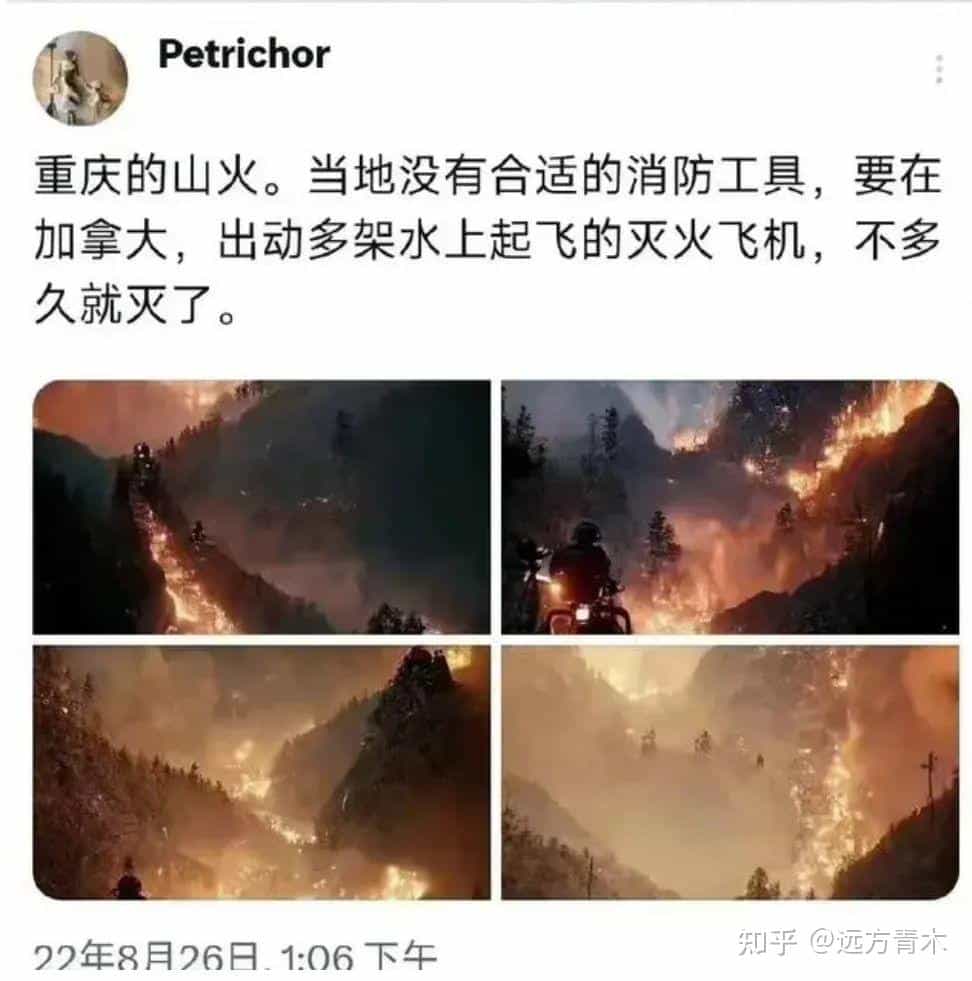 Petrichor
重庆的山火。当地没有合适的消防工具，要在
加拿大，出动多架水上起飞的灭火飞机，不多
久就灭了。
22年8月26日, 1:06 下午
知乎 @远方青木